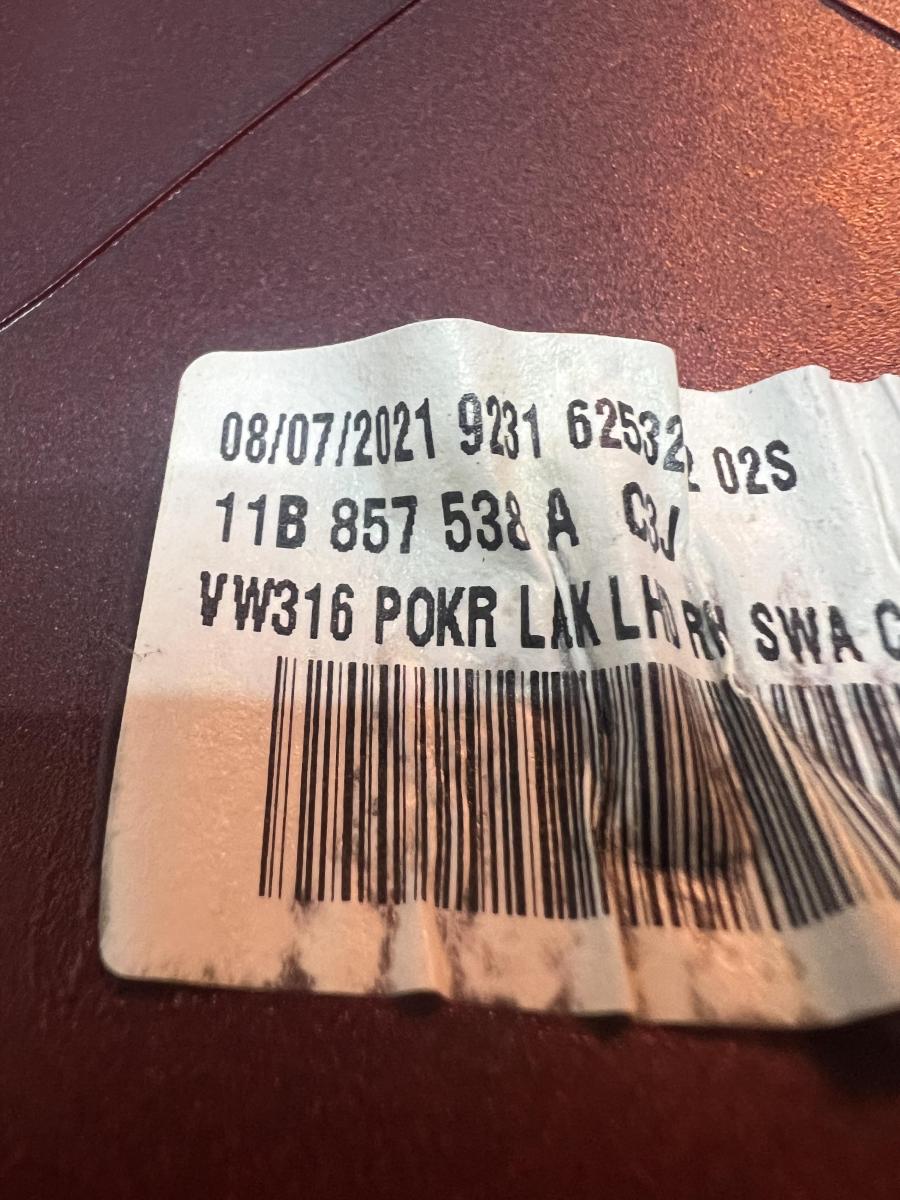 08/07/2021 9231 62532 02S
11B 857 538 A C3J
VW316 POKR LAK LHD RH SWA